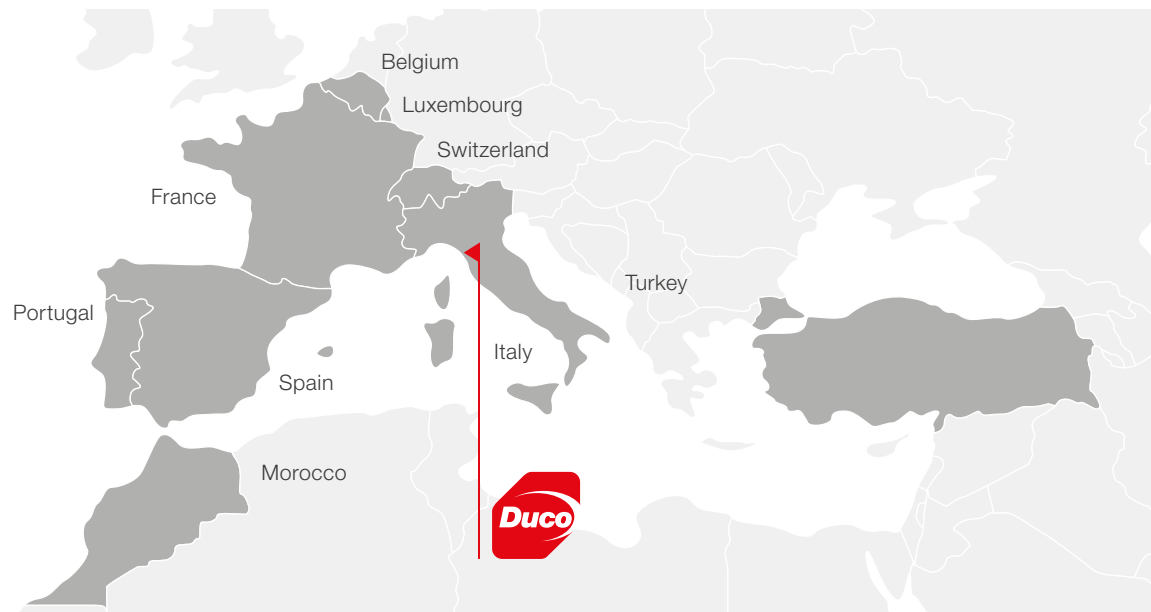 Belgium
Luxembourg
Switzerland
France
Turkey
Portugal
Italy
Spain
Morocco
Duco